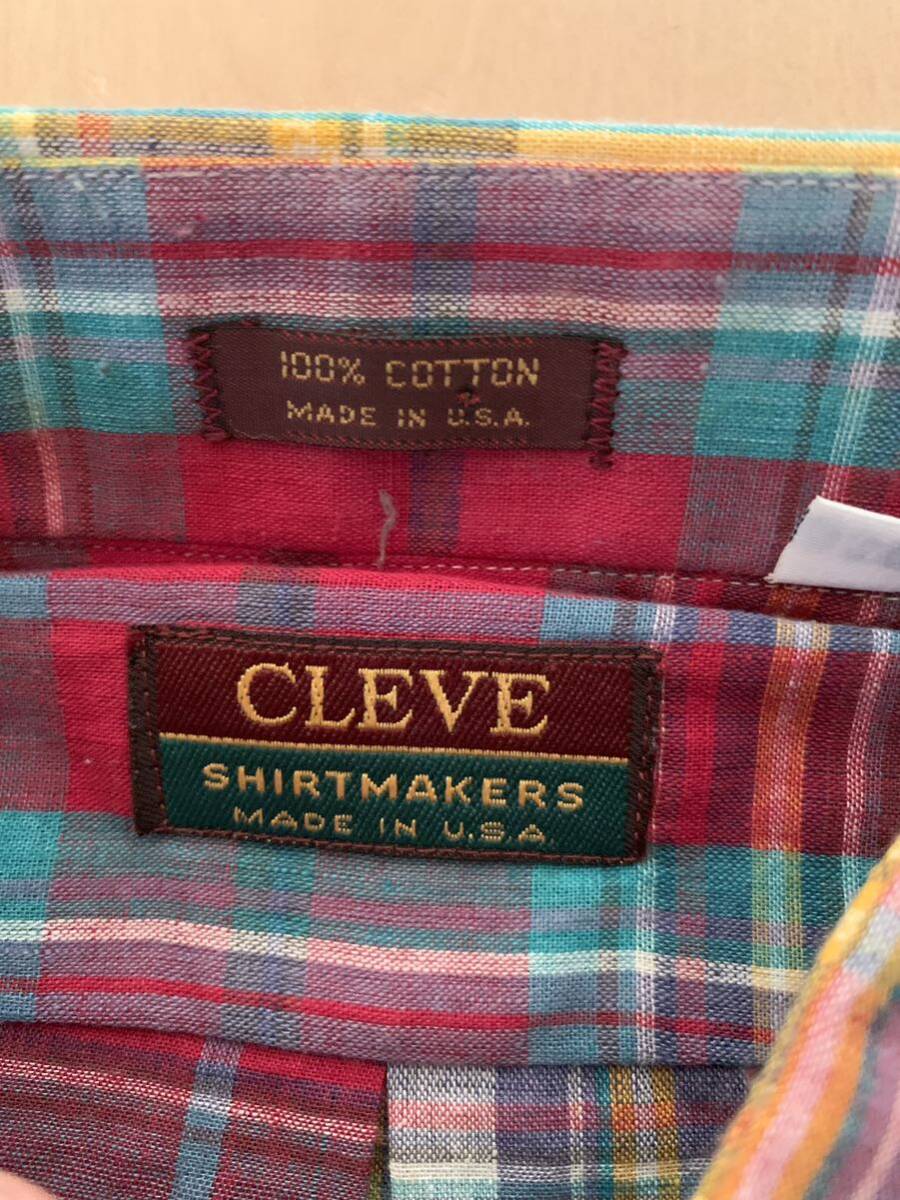 100% COTTON
MADE IN U.S.A.
CLEVE
SHIRTMAKERS
MADE IN U.S.A.